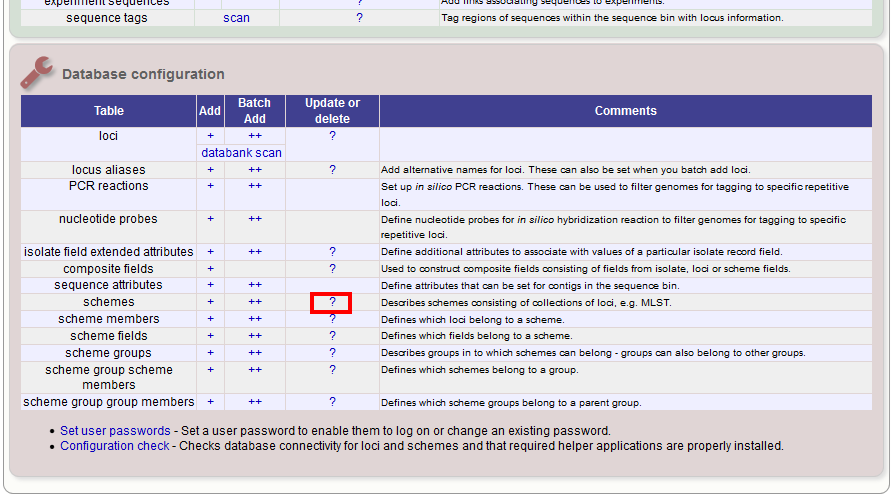 experiment sequences ? Add links associating sequences to experiments.
sequence tags scan ? Tag regions of sequences within the sequence bin with locus information.
Database configuration
Table Add Batch Add Update or delete Comments
loci + ++ ?
databank scan
locus aliases + ++ ? Add alternative names for loci. These can also be set when you batch add loci.
PCR reactions + ++ Set up in silico PCR reactions. These can be used to filter genomes for tagging to specific repetitive
loci.
nucleotide probes + ++ Define nucleotide probes for in silico hybridization reaction to filter genomes for tagging to specific
repetitive loci.
isolate field extended attributes + ++ ? Define additional attributes to associate with values of a particular isolate record field.
composite fields + ? Used to construct composite fields consisting of fields from isolate, loci or scheme fields.
sequence attributes + ++ Define attributes that can be set for contigs in the sequence bin.
schemes + ++ ? Describes schemes consisting of collections of loci, e.g. MLST.
scheme members + ++ ? Defines which loci belong to a scheme.
scheme fields + ++ ? Defines which fields belong to a scheme.
scheme groups + ++ ? Describes groups in to which schemes can belong - groups can also belong to other groups.
scheme group scheme + ++ ? Defines which schemes belong to a group.
members
scheme group group members + ++ ? Defines which scheme groups belong to a parent group.
• Set user passwords - Set a user password to enable them to log on or change an existing password.
• Configuration check - Checks database connectivity for loci and schemes and that required helper applications are properly installed.